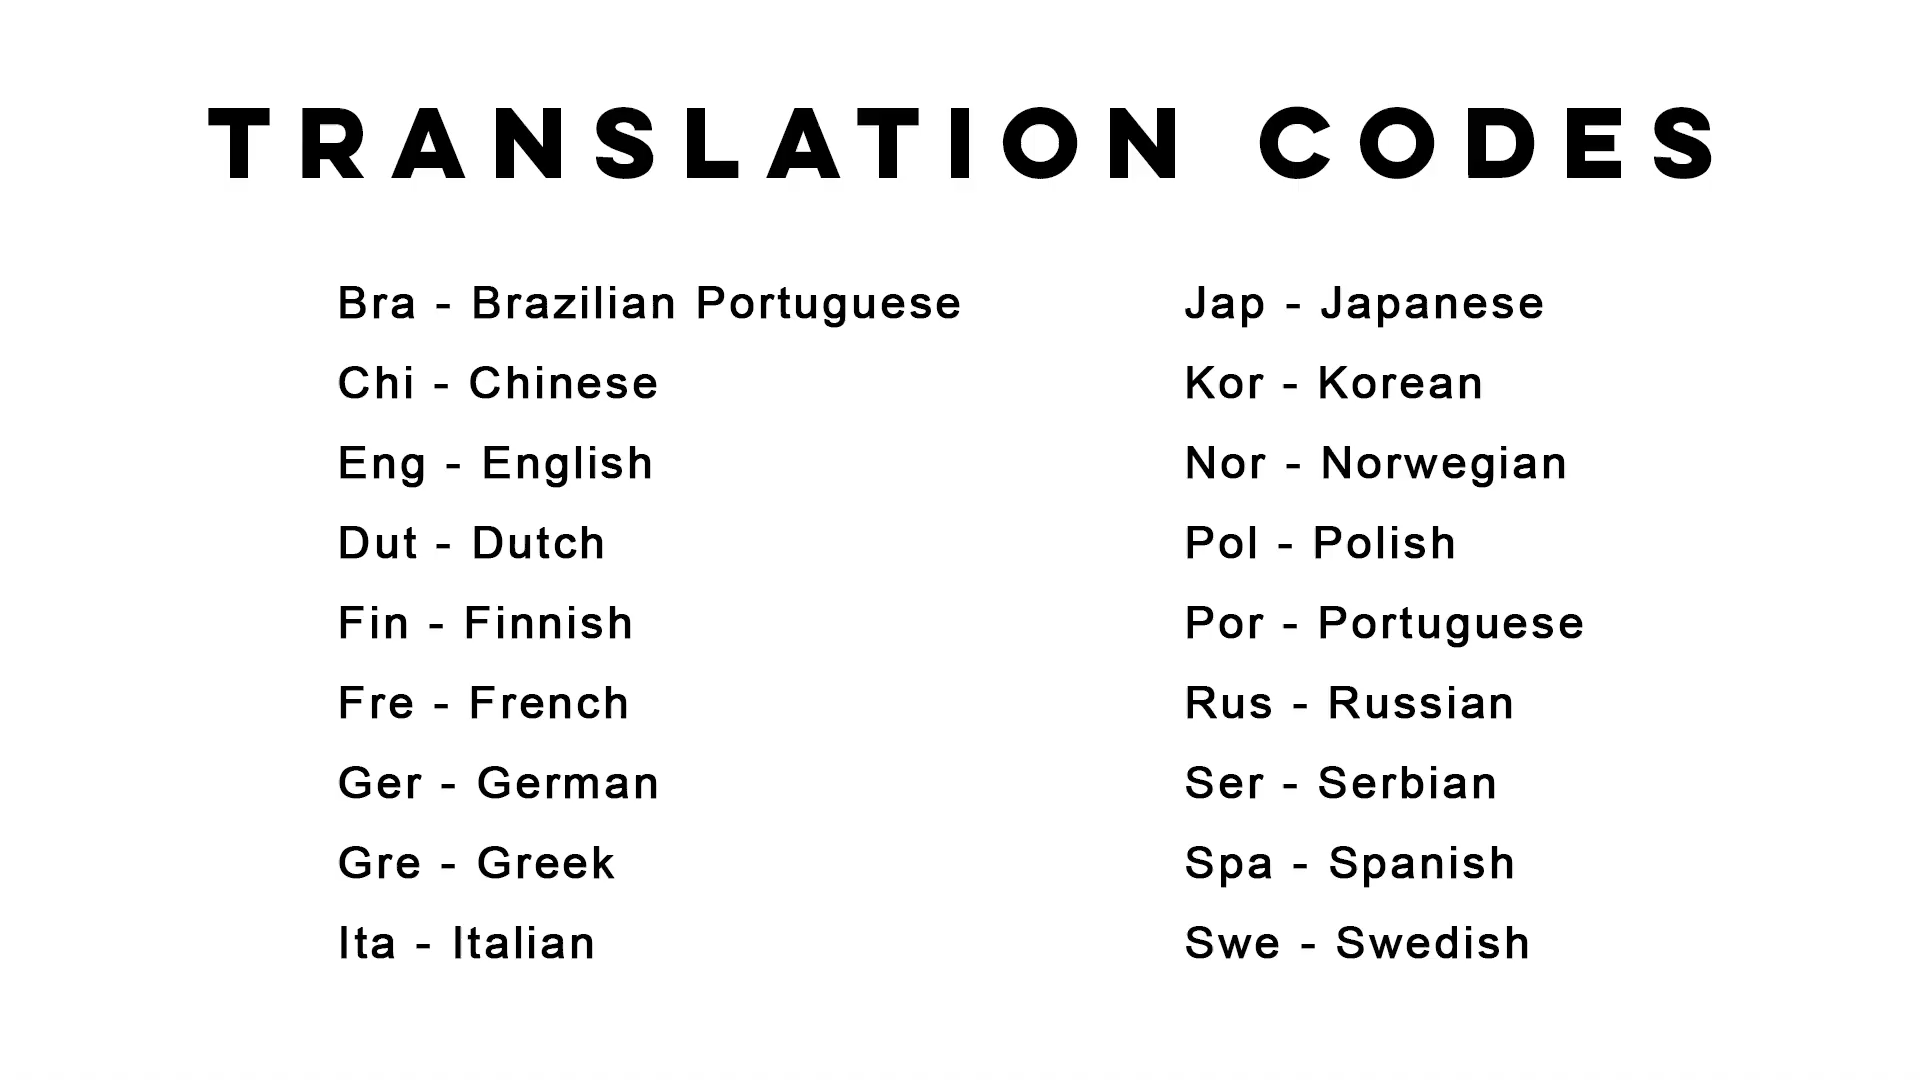 TRANSLATION CODES
Bra - Brazilian Portuguese
Chi - Chinese
Eng - English
Dut - Dutch
Fin - Finnish
Fre - French
Ger - German
Gre - Greek
Ita - Italian
Jap - Japanese
Kor - Korean
Nor - Norwegian
Pol - Polish
Por - Portuguese
Rus - Russian
Ser - Serbian
Spa - Spanish
Swe - Swedish